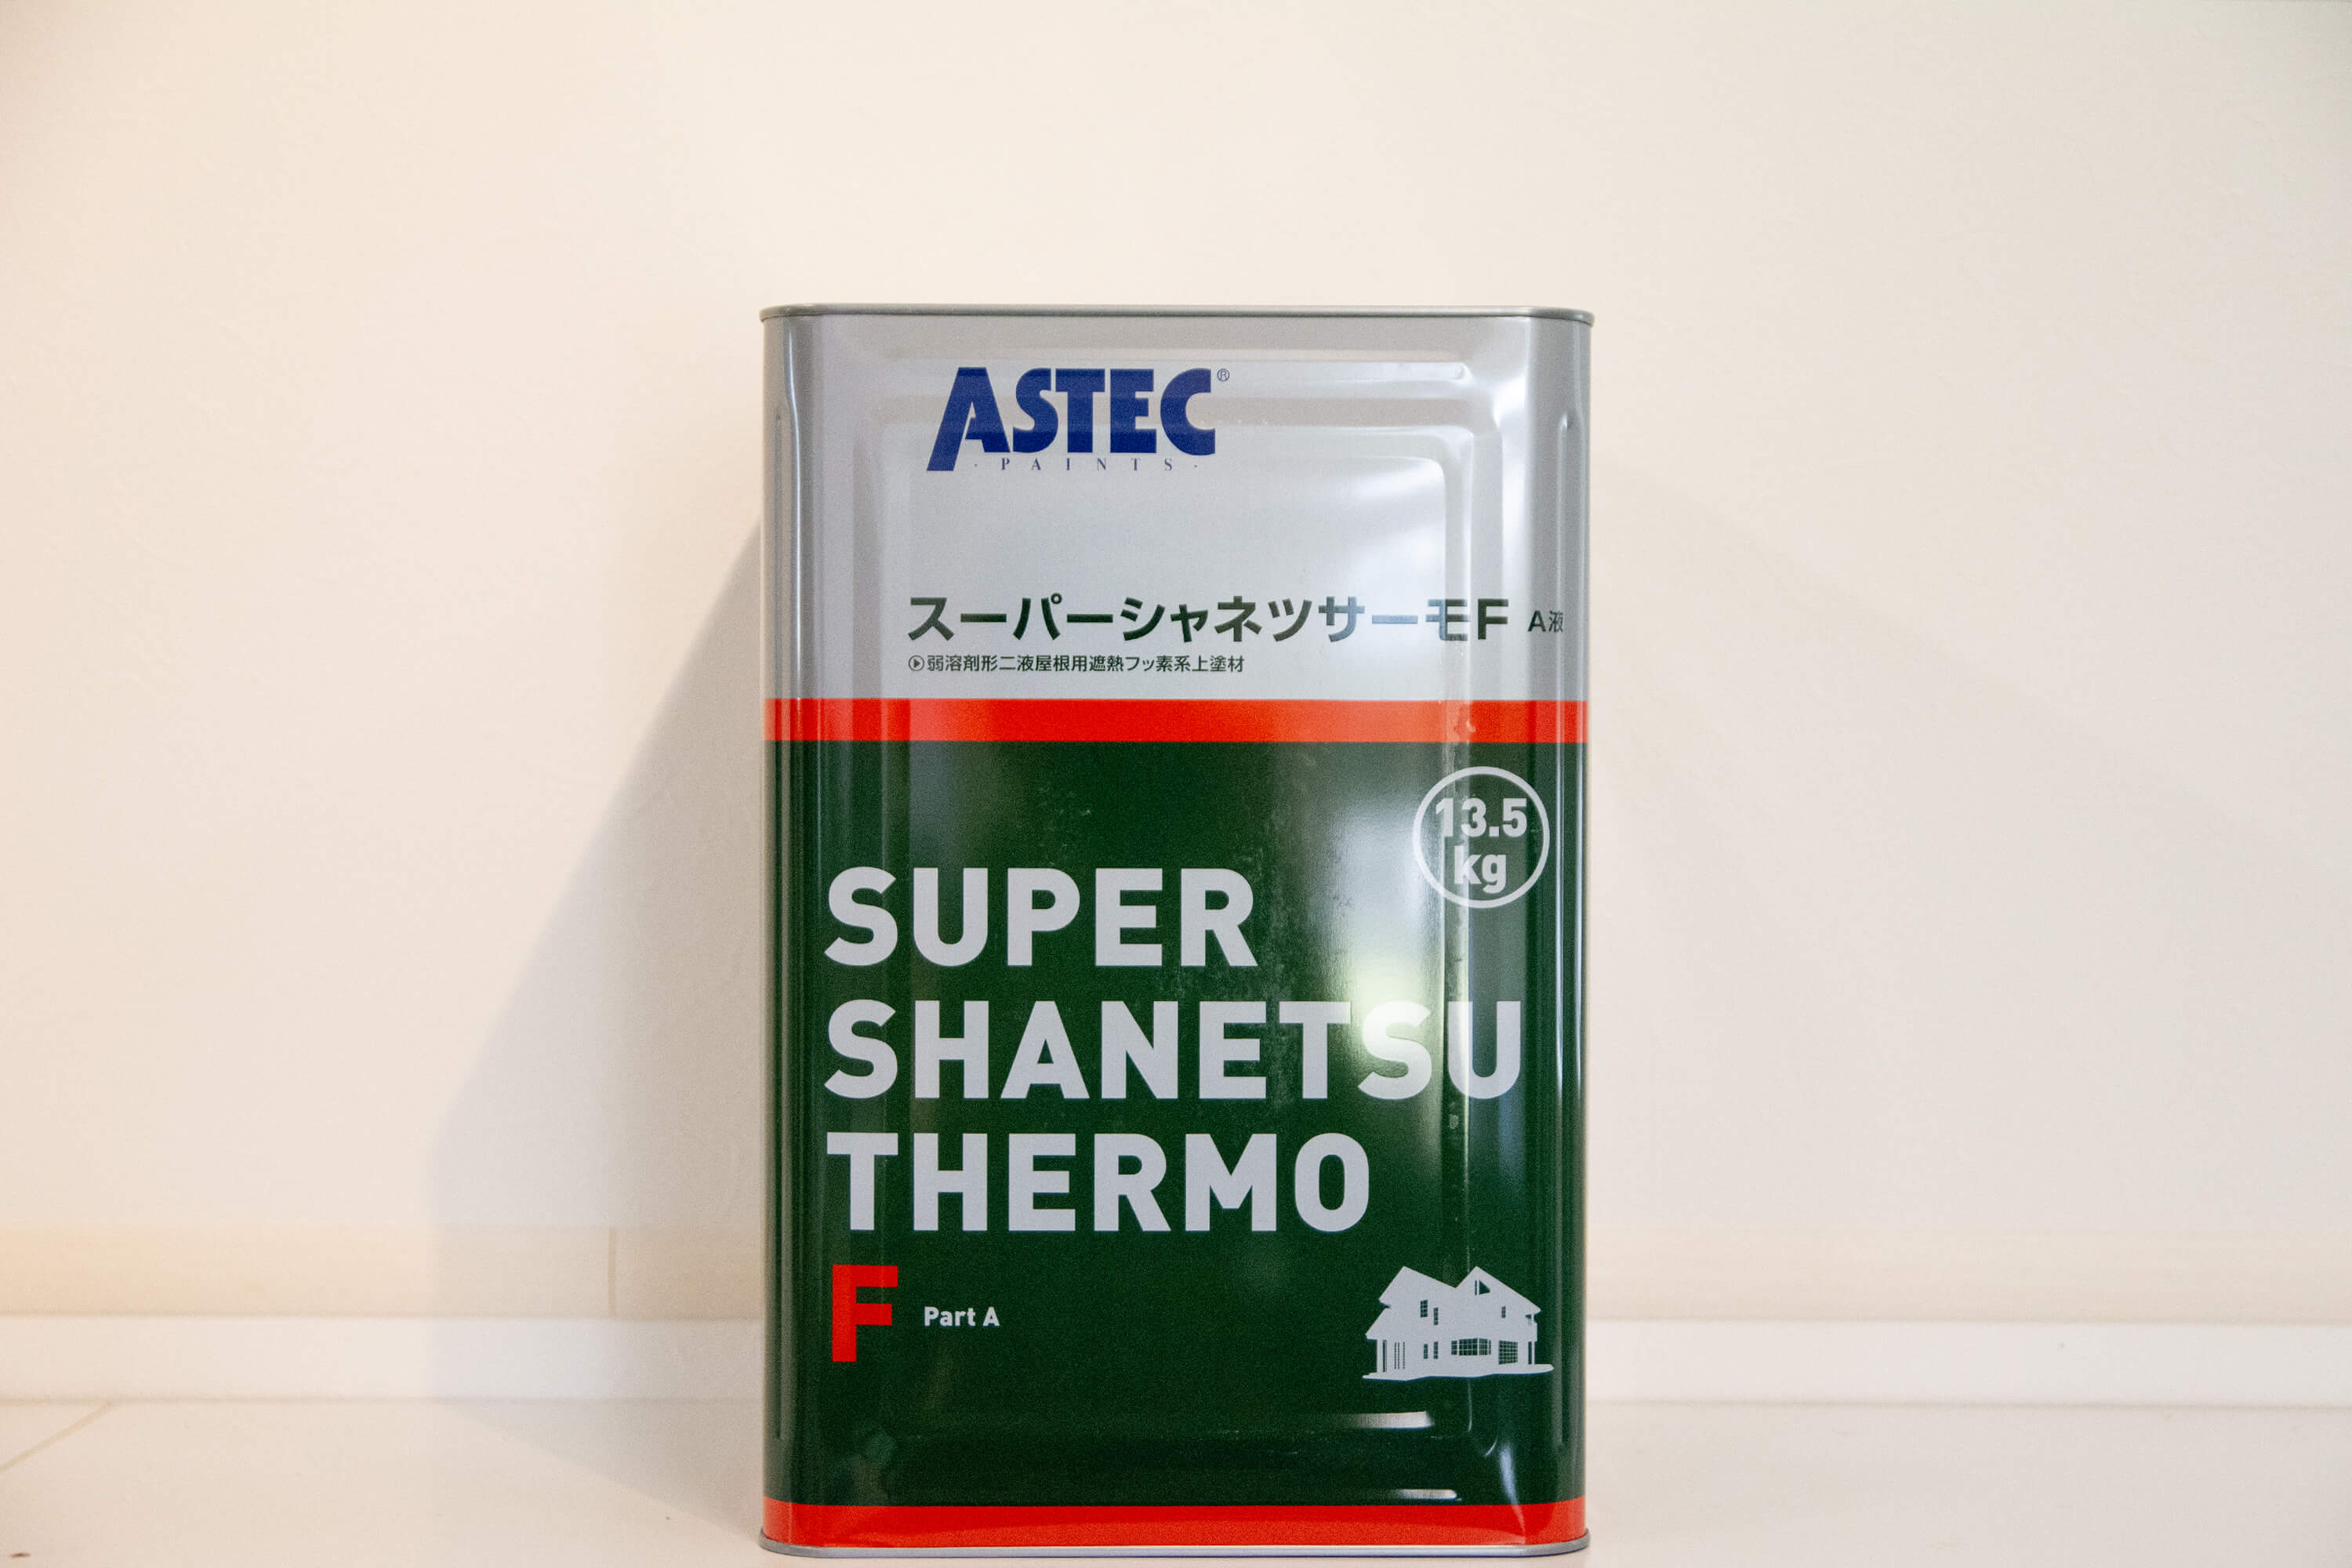 ASTEC®
· PAINTS ·
スーパーシャネツサーモF A液
弱溶剤形二液屋根用遮熱フッ素系上塗材
13.5
kg
SUPER
SHANETSU
THERMO
F Part A